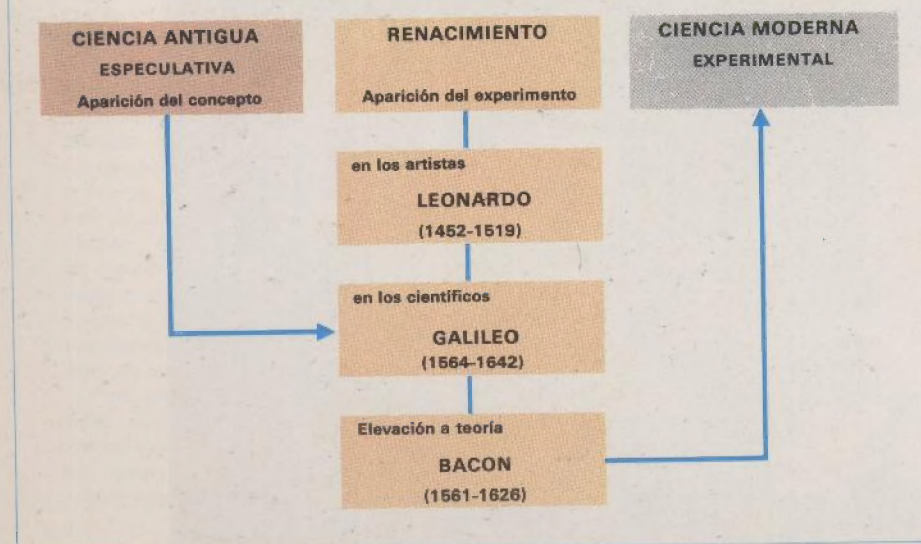 CIENCIA ANTIGUA
ESPECULATIVA
Aparición del concepto
RENACIMIENTO
Aparición del experimento
CIENCIA MODERNA
EXPERIMENTAL
en los artistas
LEONARDO
(1452-1519)
en los científicos
GALILEO
(1564-1642)
Elevación a teoría
BACON
(1561-1626)